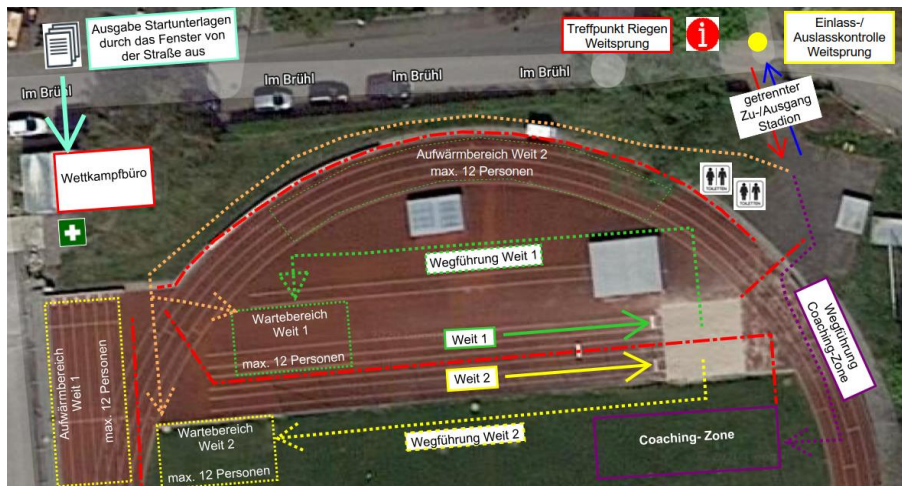 Ausgabe Startunterlagen
durch das Fenster von
der Straße aus
Treffpunkt Riegen
Weitsprung
i
Einlass-/
Auslasskontrolle
Weitsprung
Im Brühl
Im Brühl
Im Brühl
Im Brühl
getrennter
Zu-/Ausgang
Stadion
Wettkampfbüro
Aufwärmbereich Weit 2
max. 12 Personen
TOILETTEN
TOILETTEN
Wegführung Weit 1
Wartebereich
Weit 1
max. 12 Personen
Weit 1
Weit 2
Wegführung
Coaching-Zone
Aufwärmbereich
Weit 1
max. 12 Personen
Wartebereich
Weit 2
max. 12 Personen
Wegführung Weit 2
Coaching- Zone